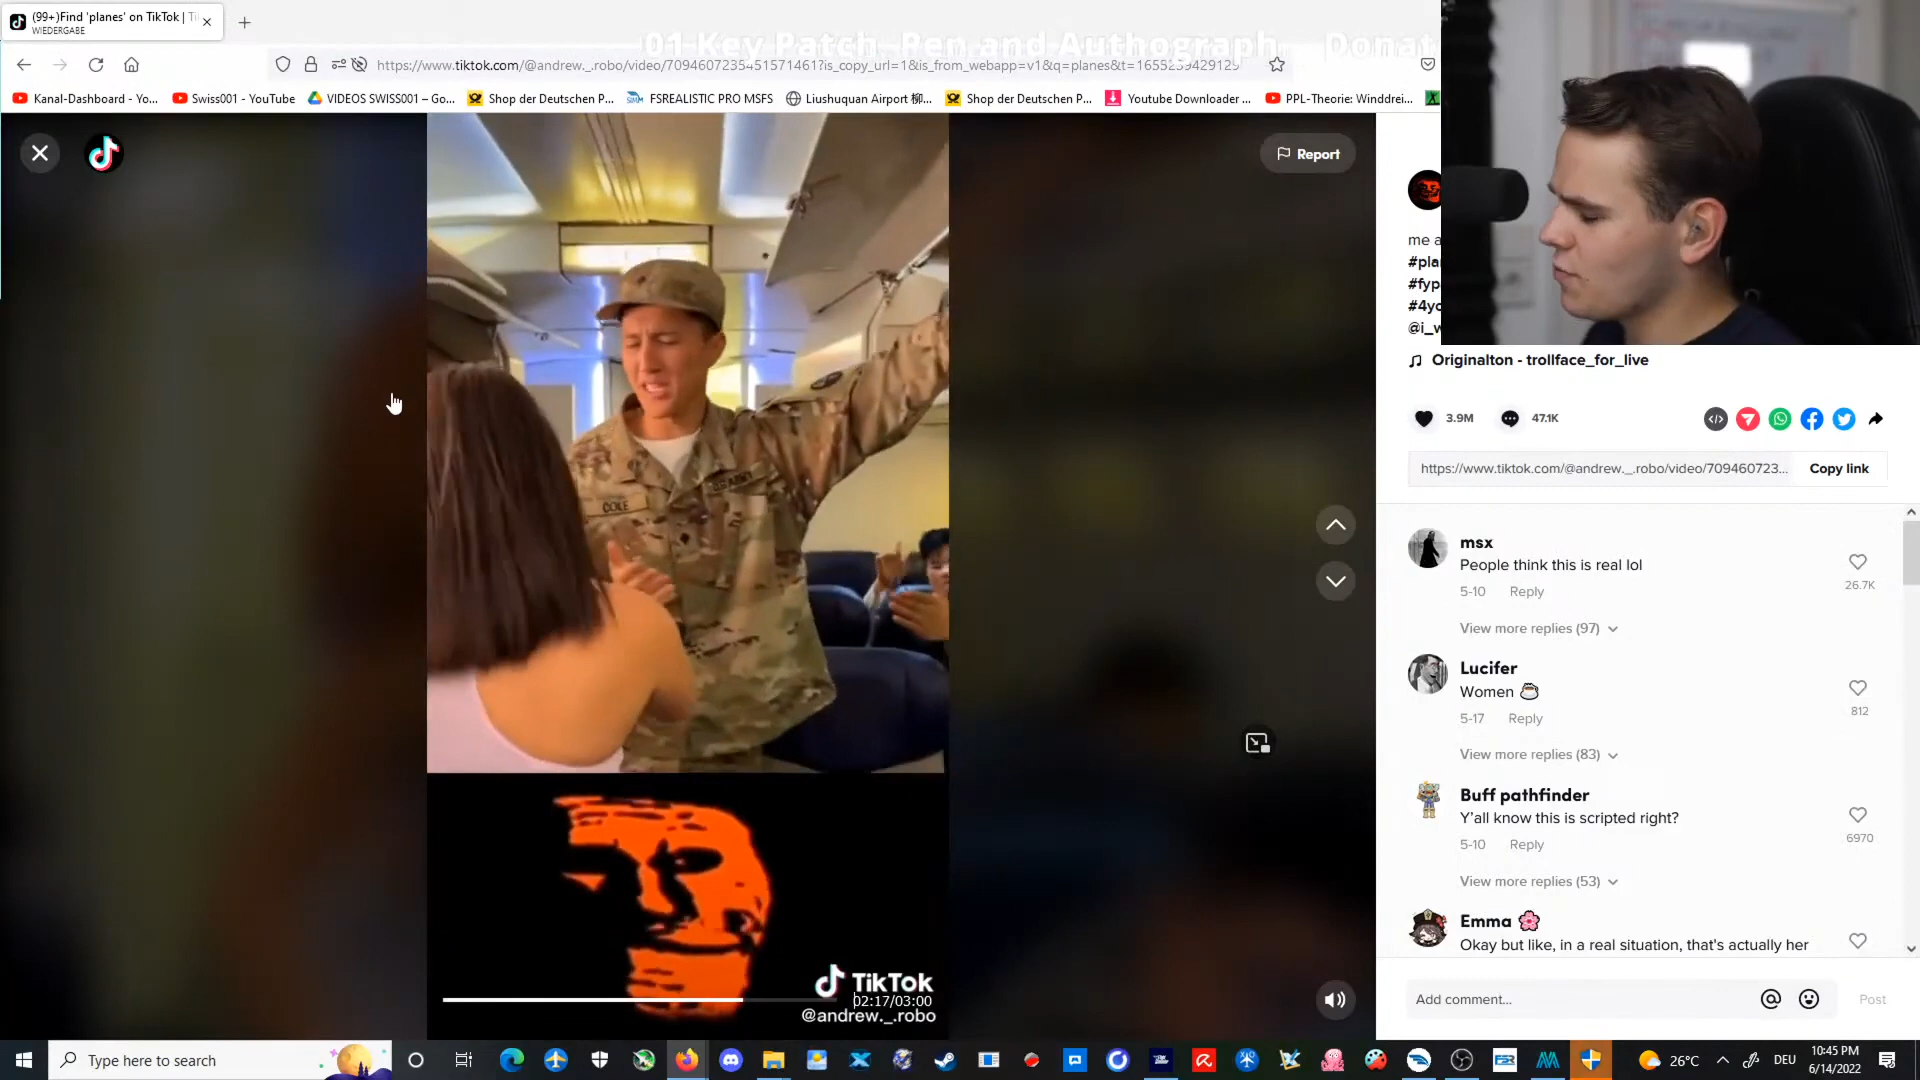 (99+)Find 'planes' on TikTok | Ti
WIEDERGABE
01 Key Patch, Pen and Authograph
Donat
https://www.tiktok.com/@andrew._.robo/video/7094607235451571461?is_copy_url=1&is_from_webapp=v1&q=planes&t=1655239429129
Kanal-Dashboard - Yo...
Swiss001 - YouTube
VIDEOS SWISS001 – Go...
Shop der Deutschen P...
FSREALISTIC PRO MSFS
Liushuquan Airport 柳...
Shop der Deutschen P...
Youtube Downloader ...
PPL-Theorie: Winddrei...
Report
COLE
U.S. ARMY
TikTok
02:17/03:00
@andrew._.robo
me a
#pla
#fyp
#4yo
@i_w
Originalton - trollface_for_live
3.9M
47.1K
https://www.tiktok.com/@andrew._.robo/video/709460723...
Copy link
msx
People think this is real lol
5-10 Reply
26.7K
View more replies (97)
Lucifer
Women ☕
5-17 Reply
812
View more replies (83)
Buff pathfinder
Y'all know this is scripted right?
5-10 Reply
6970
View more replies (53)
Emma 🌸
Okay but like, in a real situation, that's actually her
Add comment...
Post
Type here to search
FSR
26°C
DEU
10:45 PM
6/14/2022